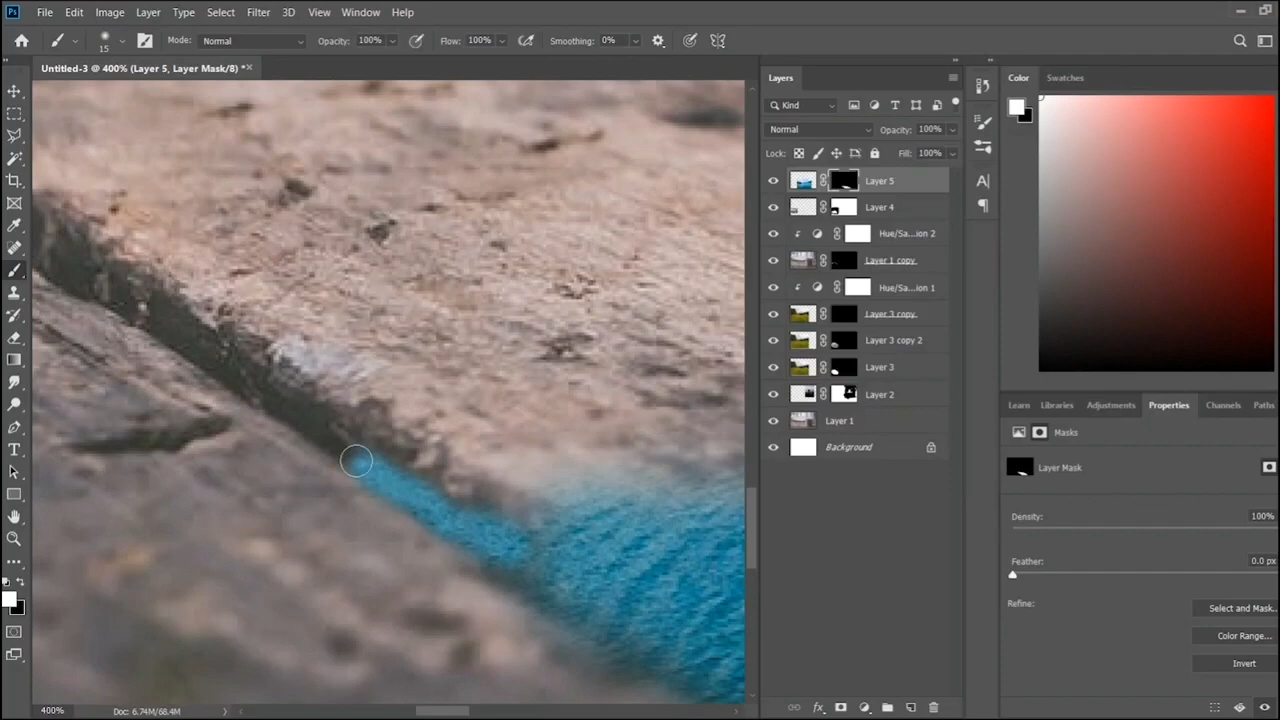 Ps File Edit Image Layer Type Select Filter 3D View Window Help
15 Mode: Normal Opacity: 100% Flow: 100% Smoothing: 0%
Untitled-3 @ 400% (Layer 5, Layer Mask/8) *
Layers
Kind
Normal Opacity: 100%
Lock: Fill: 100%
Layer 5
Layer 4
Hue/Sa...ion 2
Layer 1 copy
Hue/Sa...ion 1
Layer 3 copy
Layer 3 copy 2
Layer 3
Layer 2
Layer 1
Background
fx
Color Swatches
Learn Libraries Adjustments Properties Channels Paths
Masks
Layer Mask
Density: 100%
Feather: 0.0 px
Refine:
Select and Mask...
Color Range...
Invert
400% Doc: 6.74M/68.4M